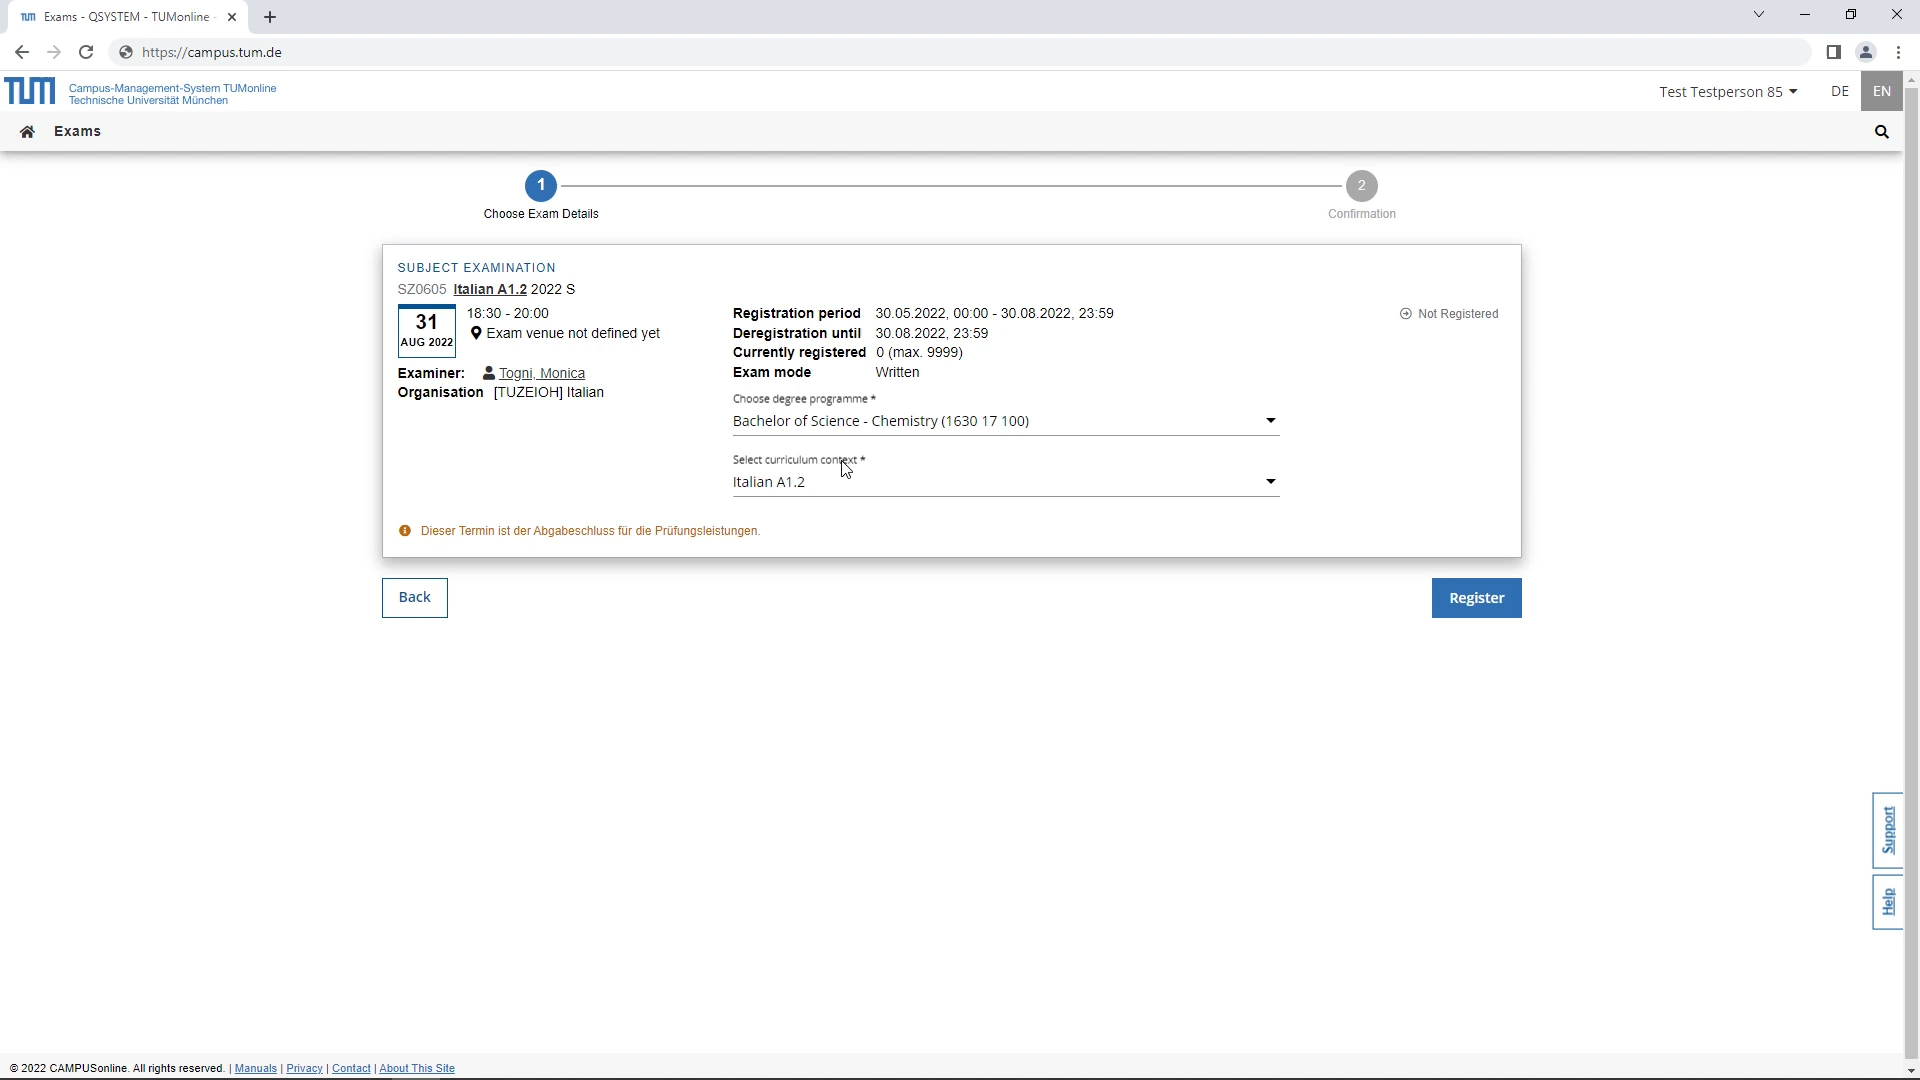 Exams - QSYSTEM - TUMonline -
https://campus.tum.de
TUM
Campus-Management-System TUMonline
Technische Universität München
Test Testperson 85
DE
EN
Exams
1
2
Choose Exam Details
Confirmation
SUBJECT EXAMINATION
SZ0605 Italian A1.2 2022 S
31
AUG 2022
18:30 - 20:00
Exam venue not defined yet
Examiner: Togni, Monica
Organisation [TUZEIOH] Italian
Registration period 30.05.2022, 00:00 - 30.08.2022, 23:59
Deregistration until 30.08.2022, 23:59
Currently registered 0 (max. 9999)
Exam mode Written
Not Registered
Choose degree programme *
Bachelor of Science - Chemistry (1630 17 100)
Select curriculum context *
Italian A1.2
Dieser Termin ist der Abgabeschluss für die Prüfungsleistungen.
Back
Register
Support
Help
© 2022 CAMPUSonline. All rights reserved. | Manuals | Privacy | Contact | About This Site